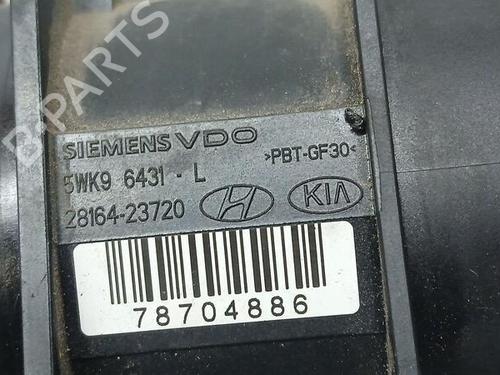 B-PARTS
SIEMENS VDO
>PBT-GF30<
5WK9 6431 - L
28164-23720 H KIA
78704886